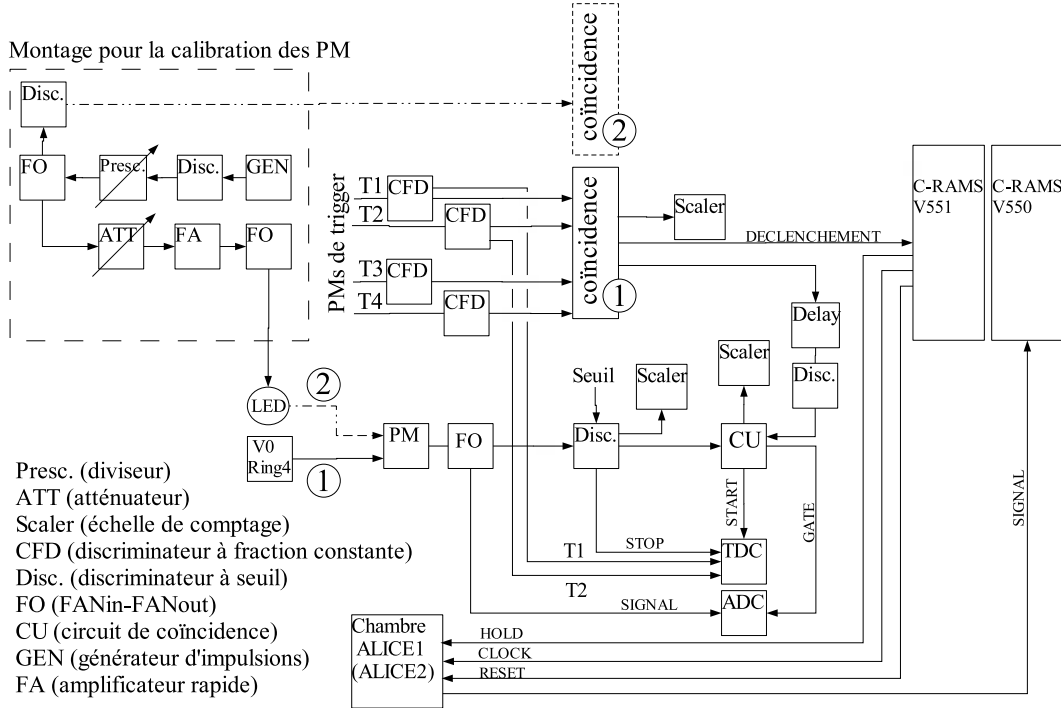 Montage pour la calibration des PM
Disc.
FO
Presc.
Disc.
GEN
ATT
FA
FO
coïncidence
2
PMs de trigger
T1
CFD
T2
CFD
T3
CFD
T4
CFD
coïncidence
1
Scaler
DECLENCHEMENT
C-RAMS
V551
C-RAMS
V550
Delay
Disc.
Scaler
Seuil
Scaler
LED
2
V0
Ring4
1
PM
FO
Disc.
CU
START
GATE
SIGNAL
STOP
T1
T2
TDC
SIGNAL
ADC
Chambre
ALICE1
(ALICE2)
HOLD
CLOCK
RESET
Presc. (diviseur)
ATT (atténuateur)
Scaler (échelle de comptage)
CFD (discriminateur à fraction constante)
Disc. (discriminateur à seuil)
FO (FANin-FANout)
CU (circuit de coïncidence)
GEN (générateur d'impulsions)
FA (amplificateur rapide)